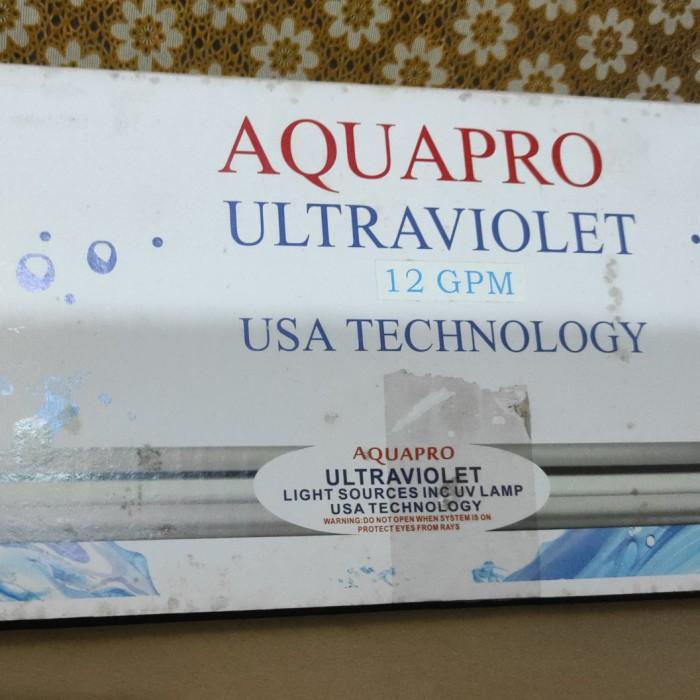 AQUAPRO
ULTRAVIOLET
12 GPM
USA TECHNOLOGY
AQUAPRO
ULTRAVIOLET
LIGHT SOURCES INC UV LAMP
USA TECHNOLOGY
WARNING:DO NOT OPEN WHEN SYSTEM IS ON
PROTECT EYES FROM RAYS